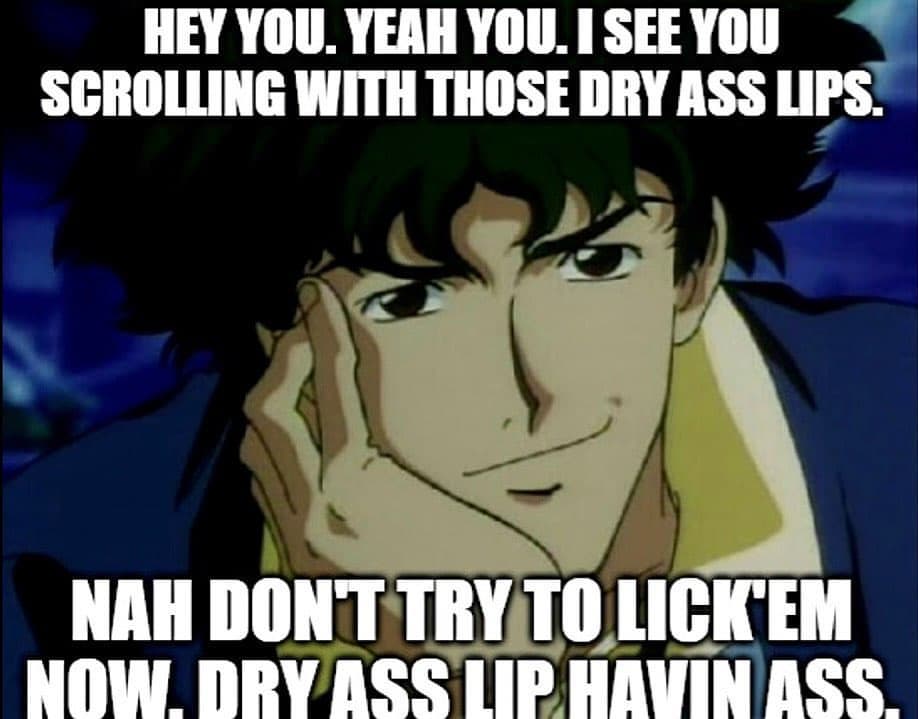 HEY YOU. YEAH YOU. I SEE YOU
SCROLLING WITH THOSE DRY ASS LIPS.
NAH DON'T TRY TO LICK'EM
NOW. DRY ASS LIP HAVIN ASS.